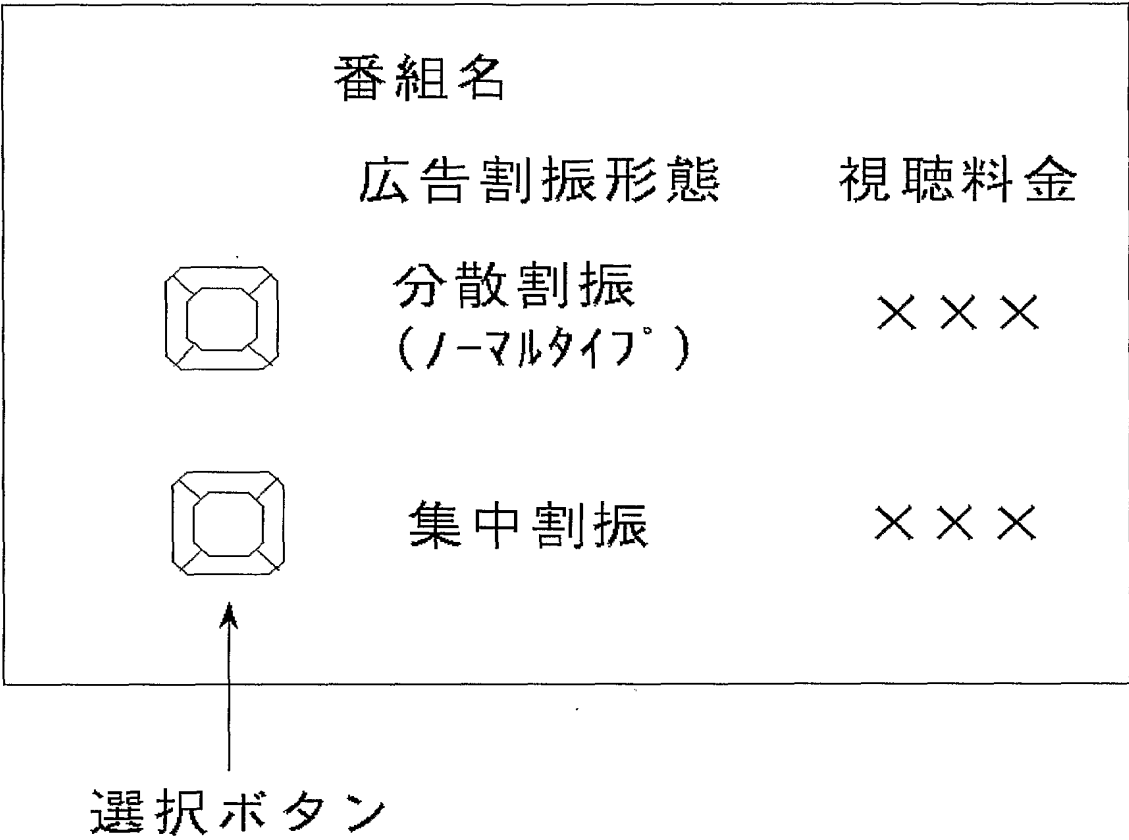 番組名
広告割振形態 視聴料金
分散割振 ×××
(ﾉｰﾏﾙﾀｲﾌﾟ)
集中割振 ×××
選択ボタン